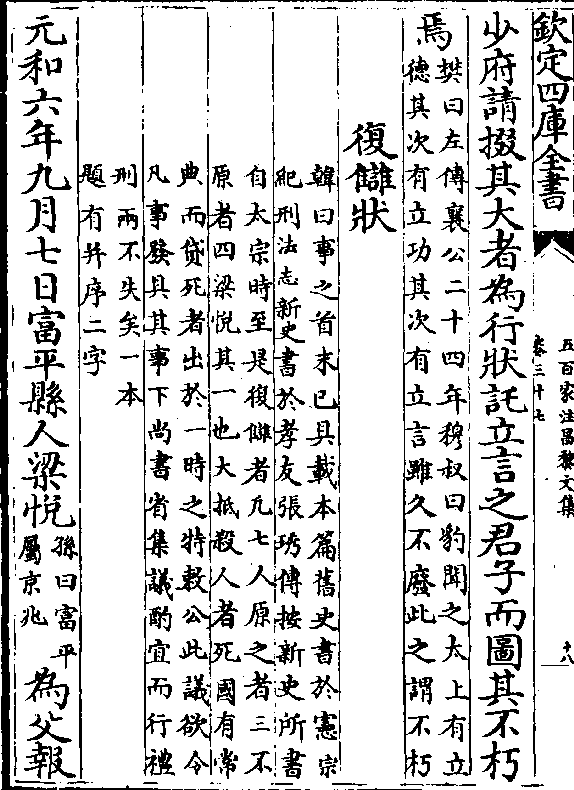 欽定四庫全書
五百家注昌黎文集
卷三十七
十八
少府請掇其大者為行狀託立言之君子而圖其不朽
焉
樊曰左傳襄公二十四年穆叔曰豹聞之太上有立
德其次有立功其次有立言雖久不廢此之謂不朽
復讎狀
韓曰事之首末已具載本篇舊史書於憲宗
紀刑法志新史書於孝友張琇傳按新史所書
自太宗時至是復讎者凡七人原之者三不
原者四梁悅其一也大抵殺人者死國有常
典而貸死者出於一時之特敕公此議欲令
凡事發具其事下尚書省集議酌宜而行禮
刑兩不失矣一本
題有幷序二字
元和六年九月七日富平縣人梁悅
孫曰富平
屬京兆
為父報